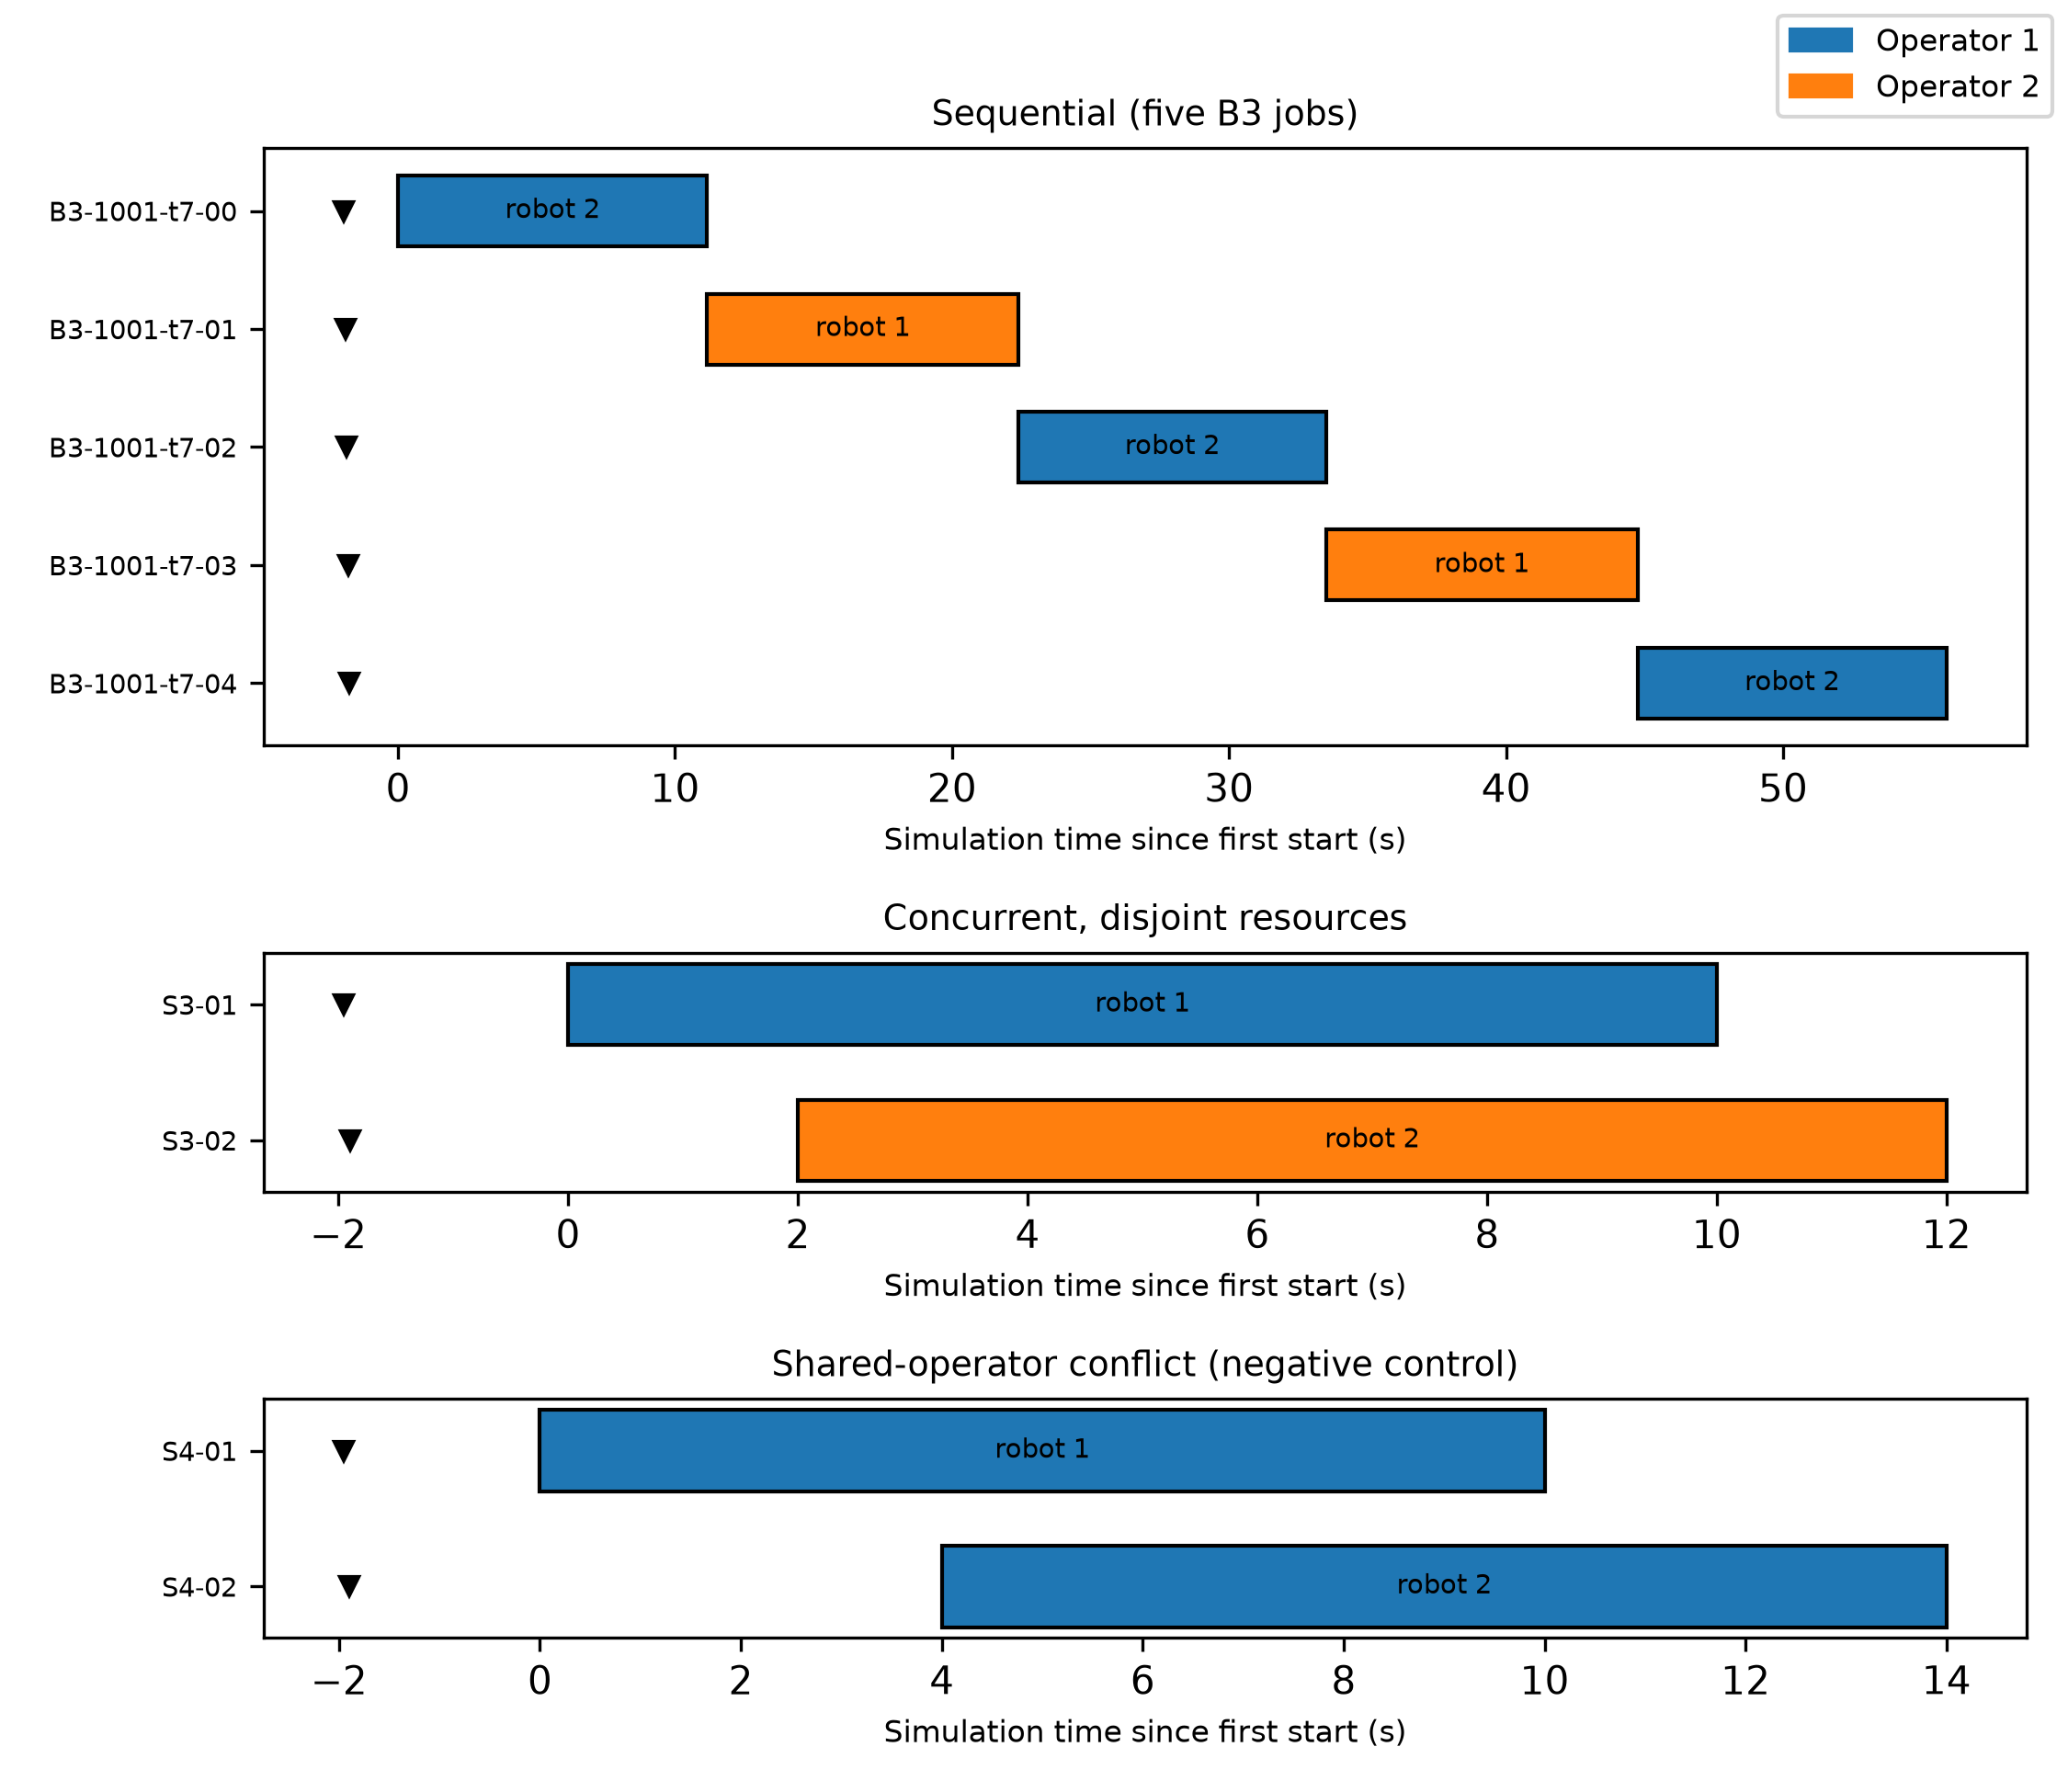 Operator 1
Operator 2
Sequential (five B3 jobs)
B3-1001-t7-00
robot 2
B3-1001-t7-01
robot 1
B3-1001-t7-02
robot 2
B3-1001-t7-03
robot 1
B3-1001-t7-04
robot 2
0 10 20 30 40 50
Simulation time since first start (s)
Concurrent, disjoint resources
S3-01
robot 1
S3-02
robot 2
−2 0 2 4 6 8 10 12
Simulation time since first start (s)
Shared-operator conflict (negative control)
S4-01
robot 1
S4-02
robot 2
−2 0 2 4 6 8 10 12 14
Simulation time since first start (s)